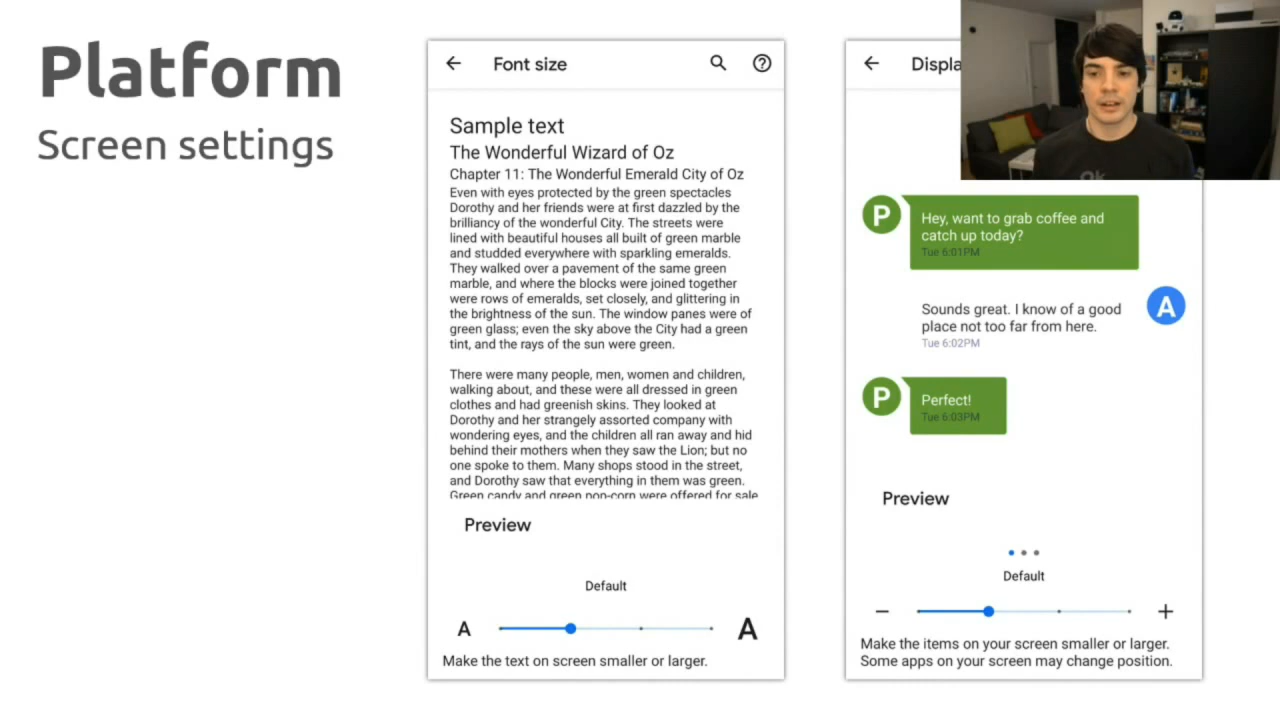 Platform
Screen settings
Font size
Sample text
The Wonderful Wizard of Oz
Chapter 11: The Wonderful Emerald City of Oz
Even with eyes protected by the green spectacles
Dorothy and her friends were at first dazzled by the
brilliancy of the wonderful City. The streets were
lined with beautiful houses all built of green marble
and studded everywhere with sparkling emeralds.
They walked over a pavement of the same green
marble, and where the blocks were joined together
were rows of emeralds, set closely, and glittering in
the brightness of the sun. The window panes were of
green glass; even the sky above the City had a green
tint, and the rays of the sun were green.
There were many people, men, women and children,
walking about, and these were all dressed in green
clothes and had greenish skins. They looked at
Dorothy and her strangely assorted company with
wondering eyes, and the children all ran away and hid
behind their mothers when they saw the Lion; but no
one spoke to them. Many shops stood in the street,
and Dorothy saw that everything in them was green.
Green candy and green pop-corn were offered for sale
Preview
Default
A A
Make the text on screen smaller or larger.
Displa
P
Hey, want to grab coffee and
catch up today?
Tue 6:01PM
A
Sounds great. I know of a good
place not too far from here.
Tue 6:02PM
P
Perfect!
Tue 6:03PM
Preview
Default
Make the items on your screen smaller or larger.
Some apps on your screen may change position.